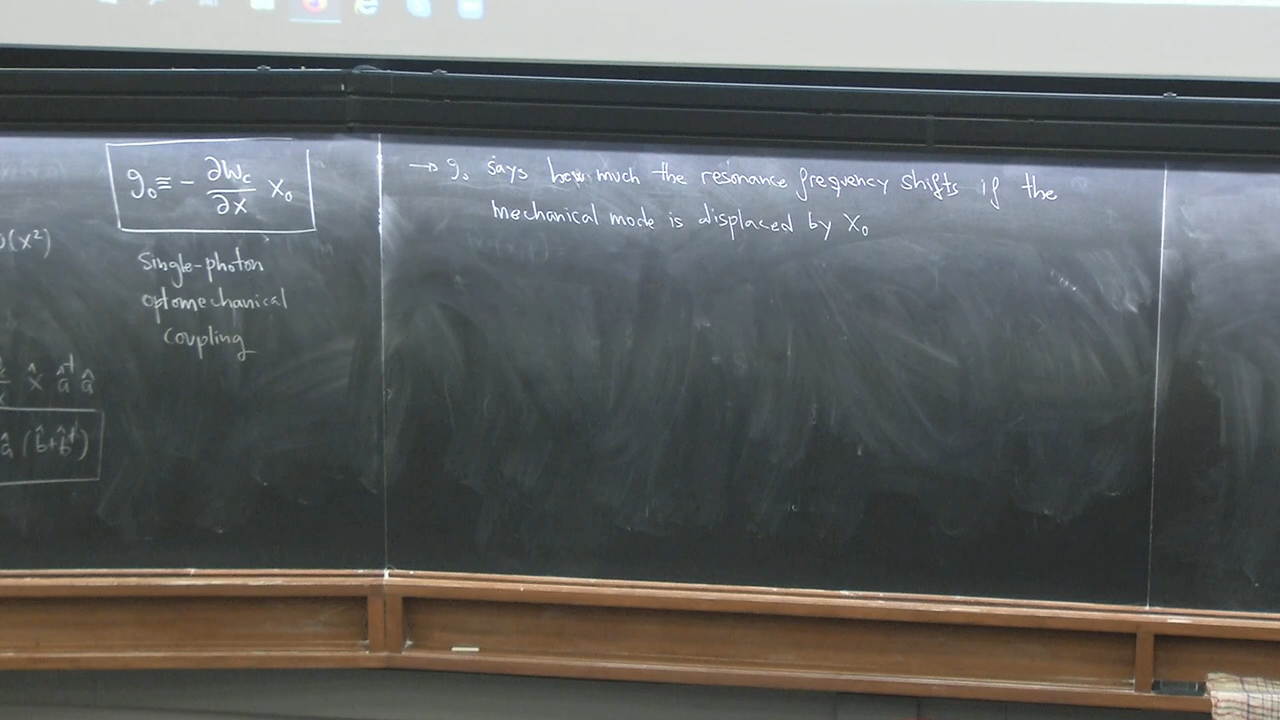 g₀ ≡ - ∂ω_c/∂x x₀
Single-photon
optomechanical
coupling
(x²)
x̂ â† â
â (b̂+b̂†)
→ g₀ says how much the resonance frequency shifts if the
mechanical mode is displaced by x₀